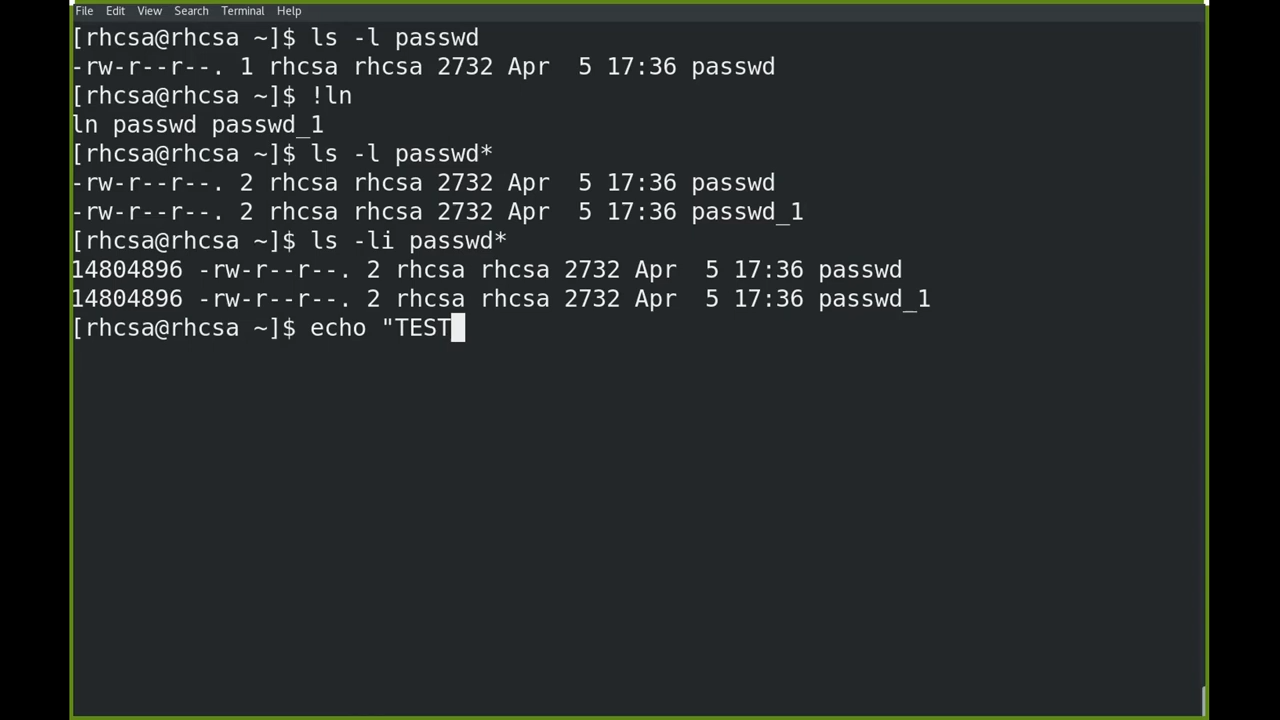 File Edit View Search Terminal Help
[rhcsa@rhcsa ~]$ ls -l passwd
-rw-r--r--. 1 rhcsa rhcsa 2732 Apr  5 17:36 passwd
[rhcsa@rhcsa ~]$ !ln
ln passwd passwd_1
[rhcsa@rhcsa ~]$ ls -l passwd*
-rw-r--r--. 2 rhcsa rhcsa 2732 Apr  5 17:36 passwd
-rw-r--r--. 2 rhcsa rhcsa 2732 Apr  5 17:36 passwd_1
[rhcsa@rhcsa ~]$ ls -li passwd*
14804896 -rw-r--r--. 2 rhcsa rhcsa 2732 Apr  5 17:36 passwd
14804896 -rw-r--r--. 2 rhcsa rhcsa 2732 Apr  5 17:36 passwd_1
[rhcsa@rhcsa ~]$ echo "TEST